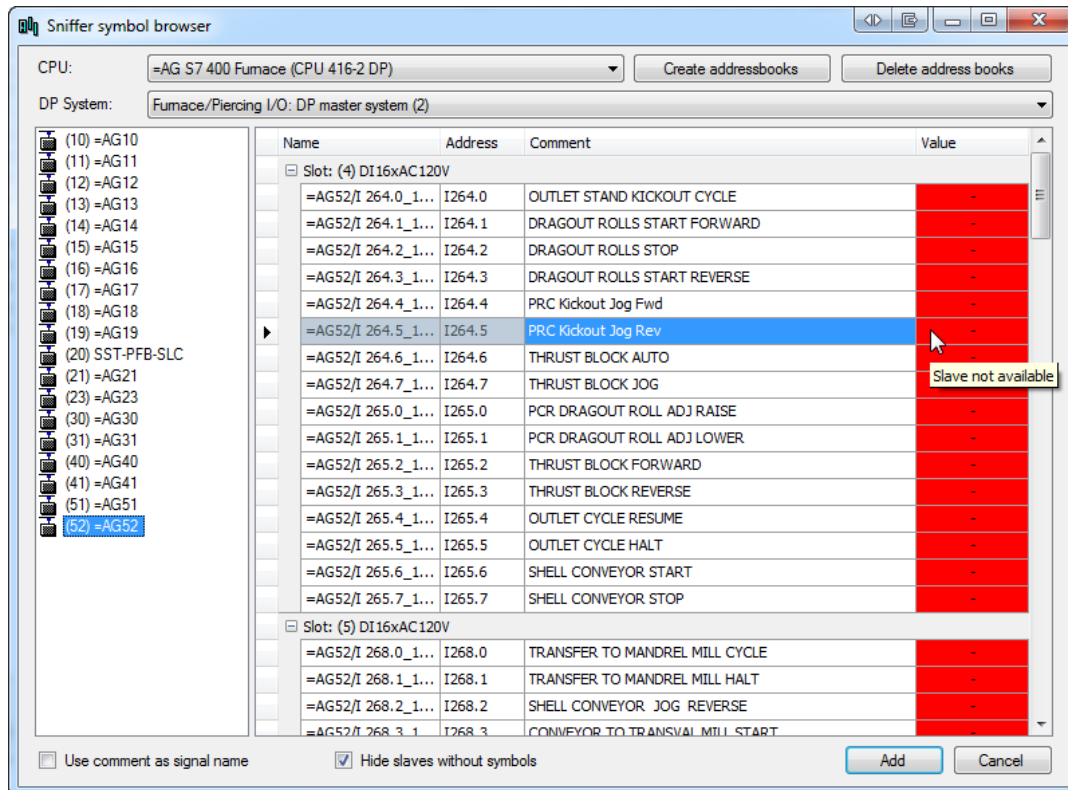 Sniffer symbol browser
CPU: =AG S7 400 Furnace (CPU 416-2 DP) Create addressbooks Delete address books
DP System: Furnace/Piercing I/O: DP master system (2)
(10) =AG10
(11) =AG11
(12) =AG12
(13) =AG13
(14) =AG14
(15) =AG15
(16) =AG16
(17) =AG17
(18) =AG18
(19) =AG19
(20) SST-PFB-SLC
(21) =AG21
(23) =AG23
(30) =AG30
(31) =AG31
(40) =AG40
(41) =AG41
(51) =AG51
(52) =AG52
Name Address Comment Value
Slot: (4) DI16xAC120V
=AG52/I 264.0_1... I264.0 OUTLET STAND KICKOUT CYCLE -
=AG52/I 264.1_1... I264.1 DRAGOUT ROLLS START FORWARD -
=AG52/I 264.2_1... I264.2 DRAGOUT ROLLS STOP -
=AG52/I 264.3_1... I264.3 DRAGOUT ROLLS START REVERSE -
=AG52/I 264.4_1... I264.4 PRC Kickout Jog Fwd -
=AG52/I 264.5_1... I264.5 PRC Kickout Jog Rev -
=AG52/I 264.6_1... I264.6 THRUST BLOCK AUTO -
=AG52/I 264.7_1... I264.7 THRUST BLOCK JOG
Slave not available
=AG52/I 265.0_1... I265.0 PCR DRAGOUT ROLL ADJ RAISE -
=AG52/I 265.1_1... I265.1 PCR DRAGOUT ROLL ADJ LOWER -
=AG52/I 265.2_1... I265.2 THRUST BLOCK FORWARD -
=AG52/I 265.3_1... I265.3 THRUST BLOCK REVERSE -
=AG52/I 265.4_1... I265.4 OUTLET CYCLE RESUME -
=AG52/I 265.5_1... I265.5 OUTLET CYCLE HALT -
=AG52/I 265.6_1... I265.6 SHELL CONVEYOR START -
=AG52/I 265.7_1... I265.7 SHELL CONVEYOR STOP -
Slot: (5) DI16xAC120V
=AG52/I 268.0_1... I268.0 TRANSFER TO MANDREL MILL CYCLE -
=AG52/I 268.1_1... I268.1 TRANSFER TO MANDREL MILL HALT -
=AG52/I 268.2_1... I268.2 SHELL CONVEYOR JOG REVERSE -
=AG52/I 268.3_1... I268.3 CONVEYOR TO TRANSVAL MILL START
Use comment as signal name Hide slaves without symbols Add Cancel